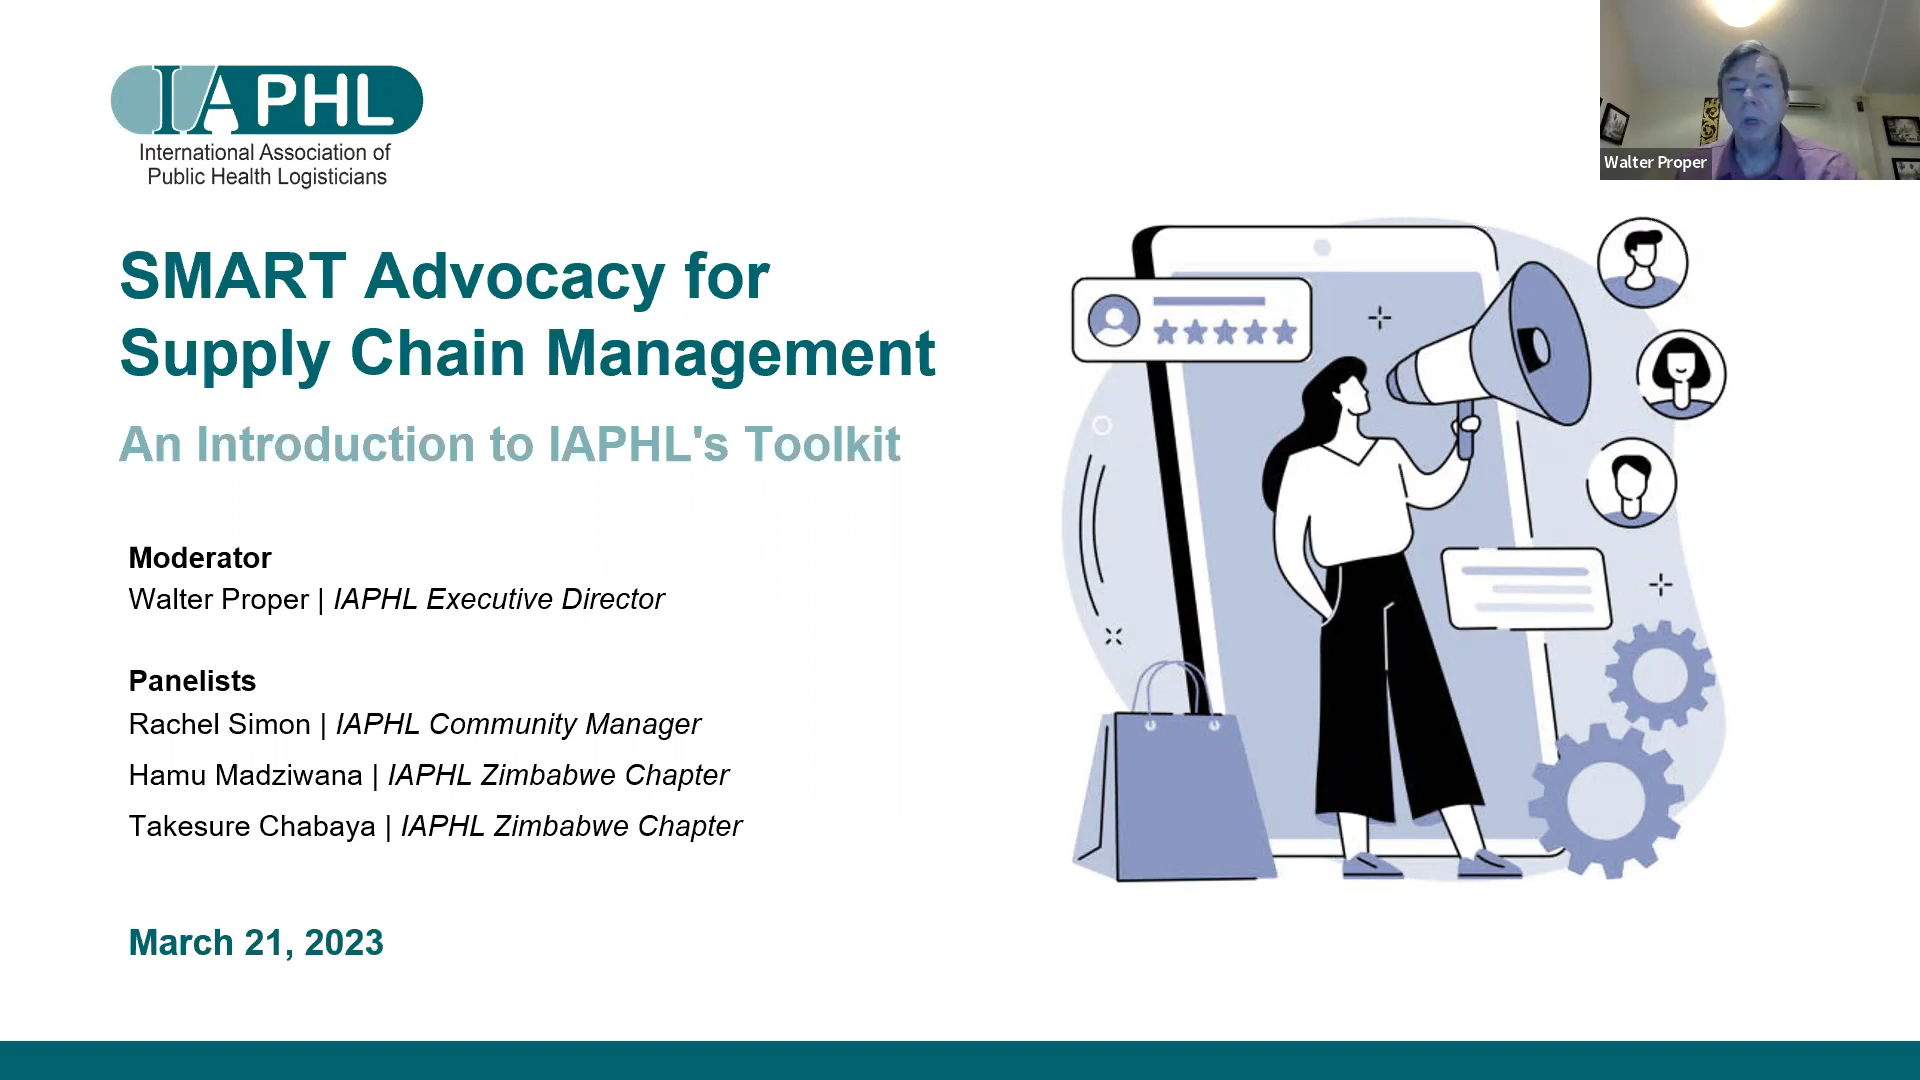 IAPHL
International Association of
Public Health Logisticians
Walter Proper
SMART Advocacy for
Supply Chain Management
An Introduction to IAPHL's Toolkit
Moderator
Walter Proper | IAPHL Executive Director
Panelists
Rachel Simon | IAPHL Community Manager
Hamu Madziwana | IAPHL Zimbabwe Chapter
Takesure Chabaya | IAPHL Zimbabwe Chapter
March 21, 2023